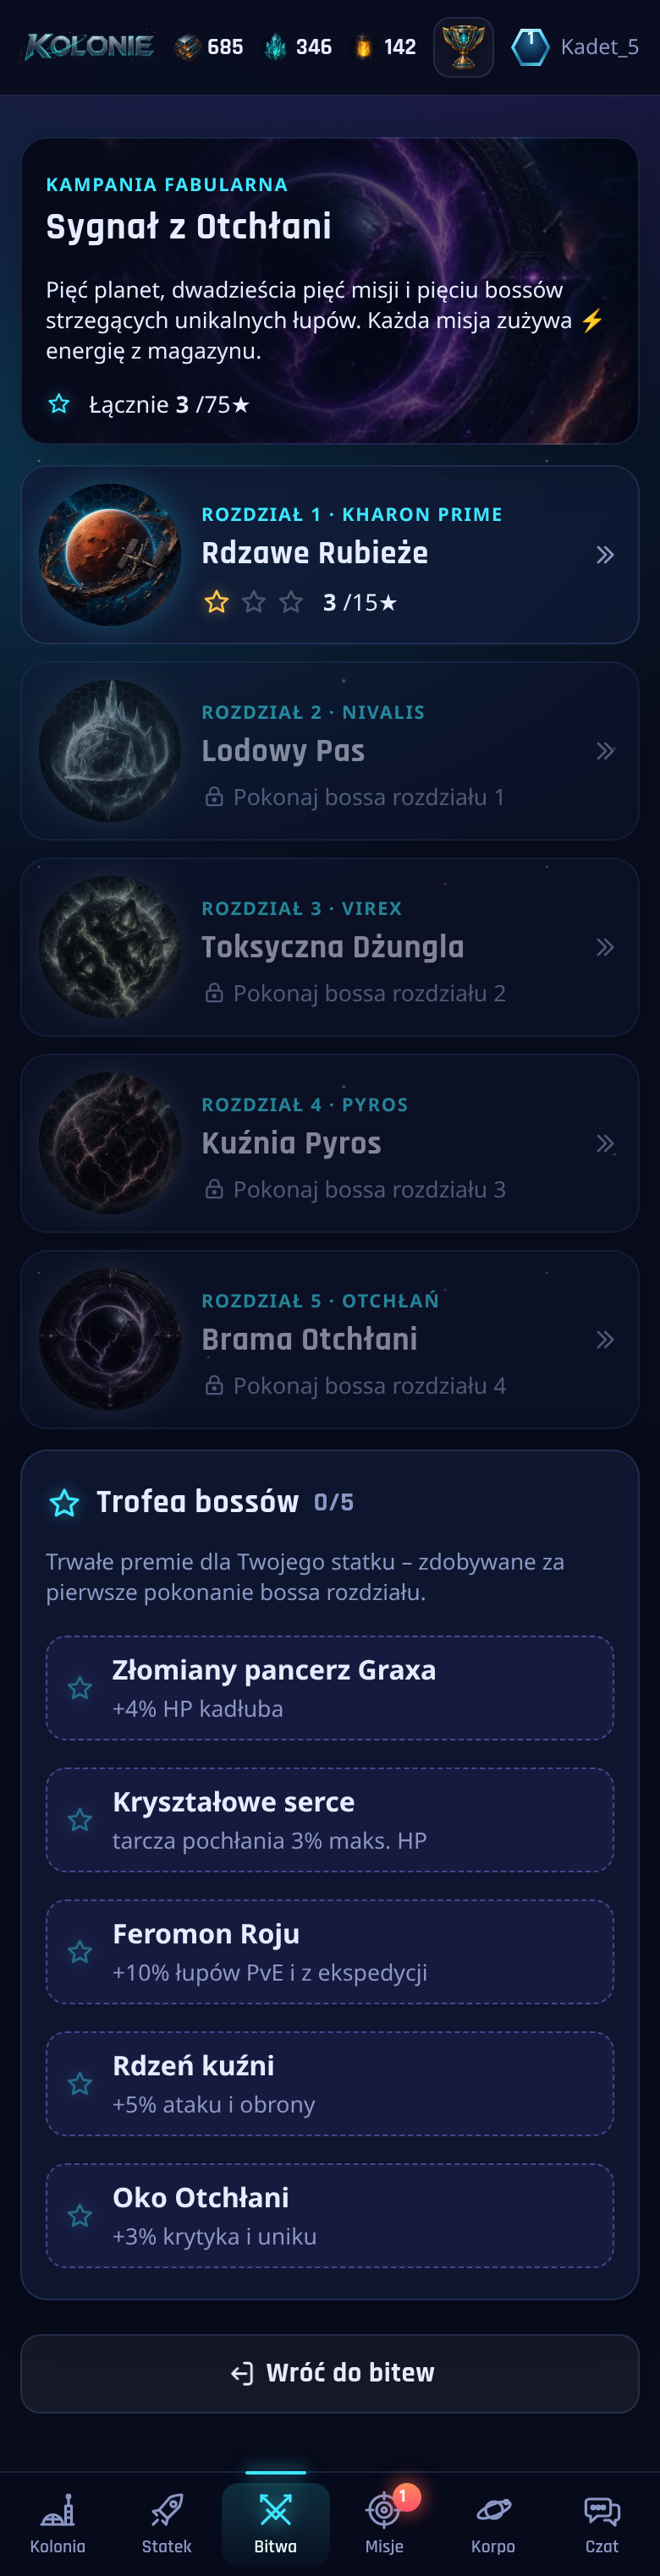 KOLONIE 685 346 142 1 Kadet_5
KAMPANIA FABULARNA
Sygnał z Otchłani
Pięć planet, dwadzieścia pięć misji i pięciu bossów
strzegących unikalnych łupów. Każda misja zużywa ⚡
energię z magazynu.
Łącznie 3 /75★
ROZDZIAŁ 1 · KHARON PRIME
Rdzawe Rubieże
3 /15★
ROZDZIAŁ 2 · NIVALIS
Lodowy Pas
Pokonaj bossa rozdziału 1
ROZDZIAŁ 3 · VIREX
Toksyczna Dżungla
Pokonaj bossa rozdziału 2
ROZDZIAŁ 4 · PYROS
Kuźnia Pyros
Pokonaj bossa rozdziału 3
ROZDZIAŁ 5 · OTCHŁAŃ
Brama Otchłani
Pokonaj bossa rozdziału 4
Trofea bossów 0/5
Trwałe premie dla Twojego statku – zdobywane za
pierwsze pokonanie bossa rozdziału.
Złomiany pancerz Graxa
+4% HP kadłuba
Kryształowe serce
tarcza pochłania 3% maks. HP
Feromon Roju
+10% łupów PvE i z ekspedycji
Rdzeń kuźni
+5% ataku i obrony
Oko Otchłani
+3% krytyka i uniku
Wróć do bitew
1
Kolonia Statek Bitwa Misje Korpo Czat